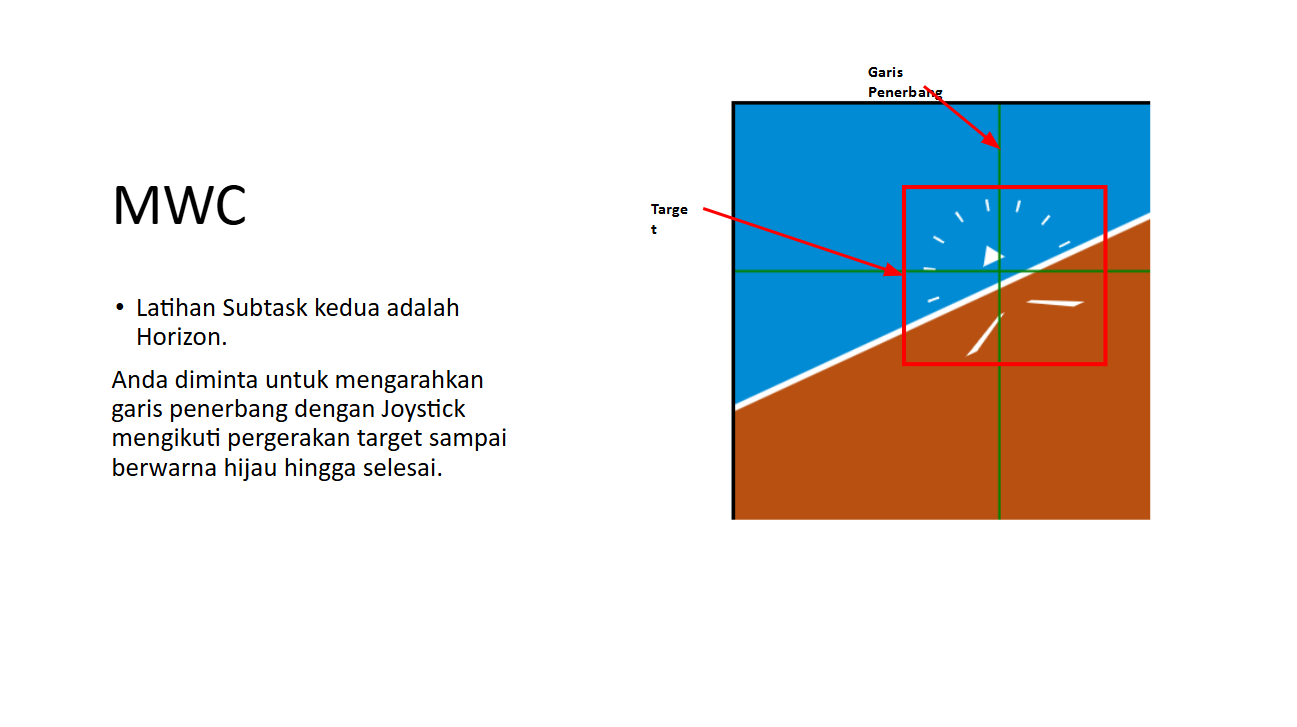 MWC
• Latihan Subtask kedua adalah
Horizon.
Anda diminta untuk mengarahkan
garis penerbang dengan Joystick
mengikuti pergerakan target sampai
berwarna hijau hingga selesai.
Garis
Penerbang
Targe
t